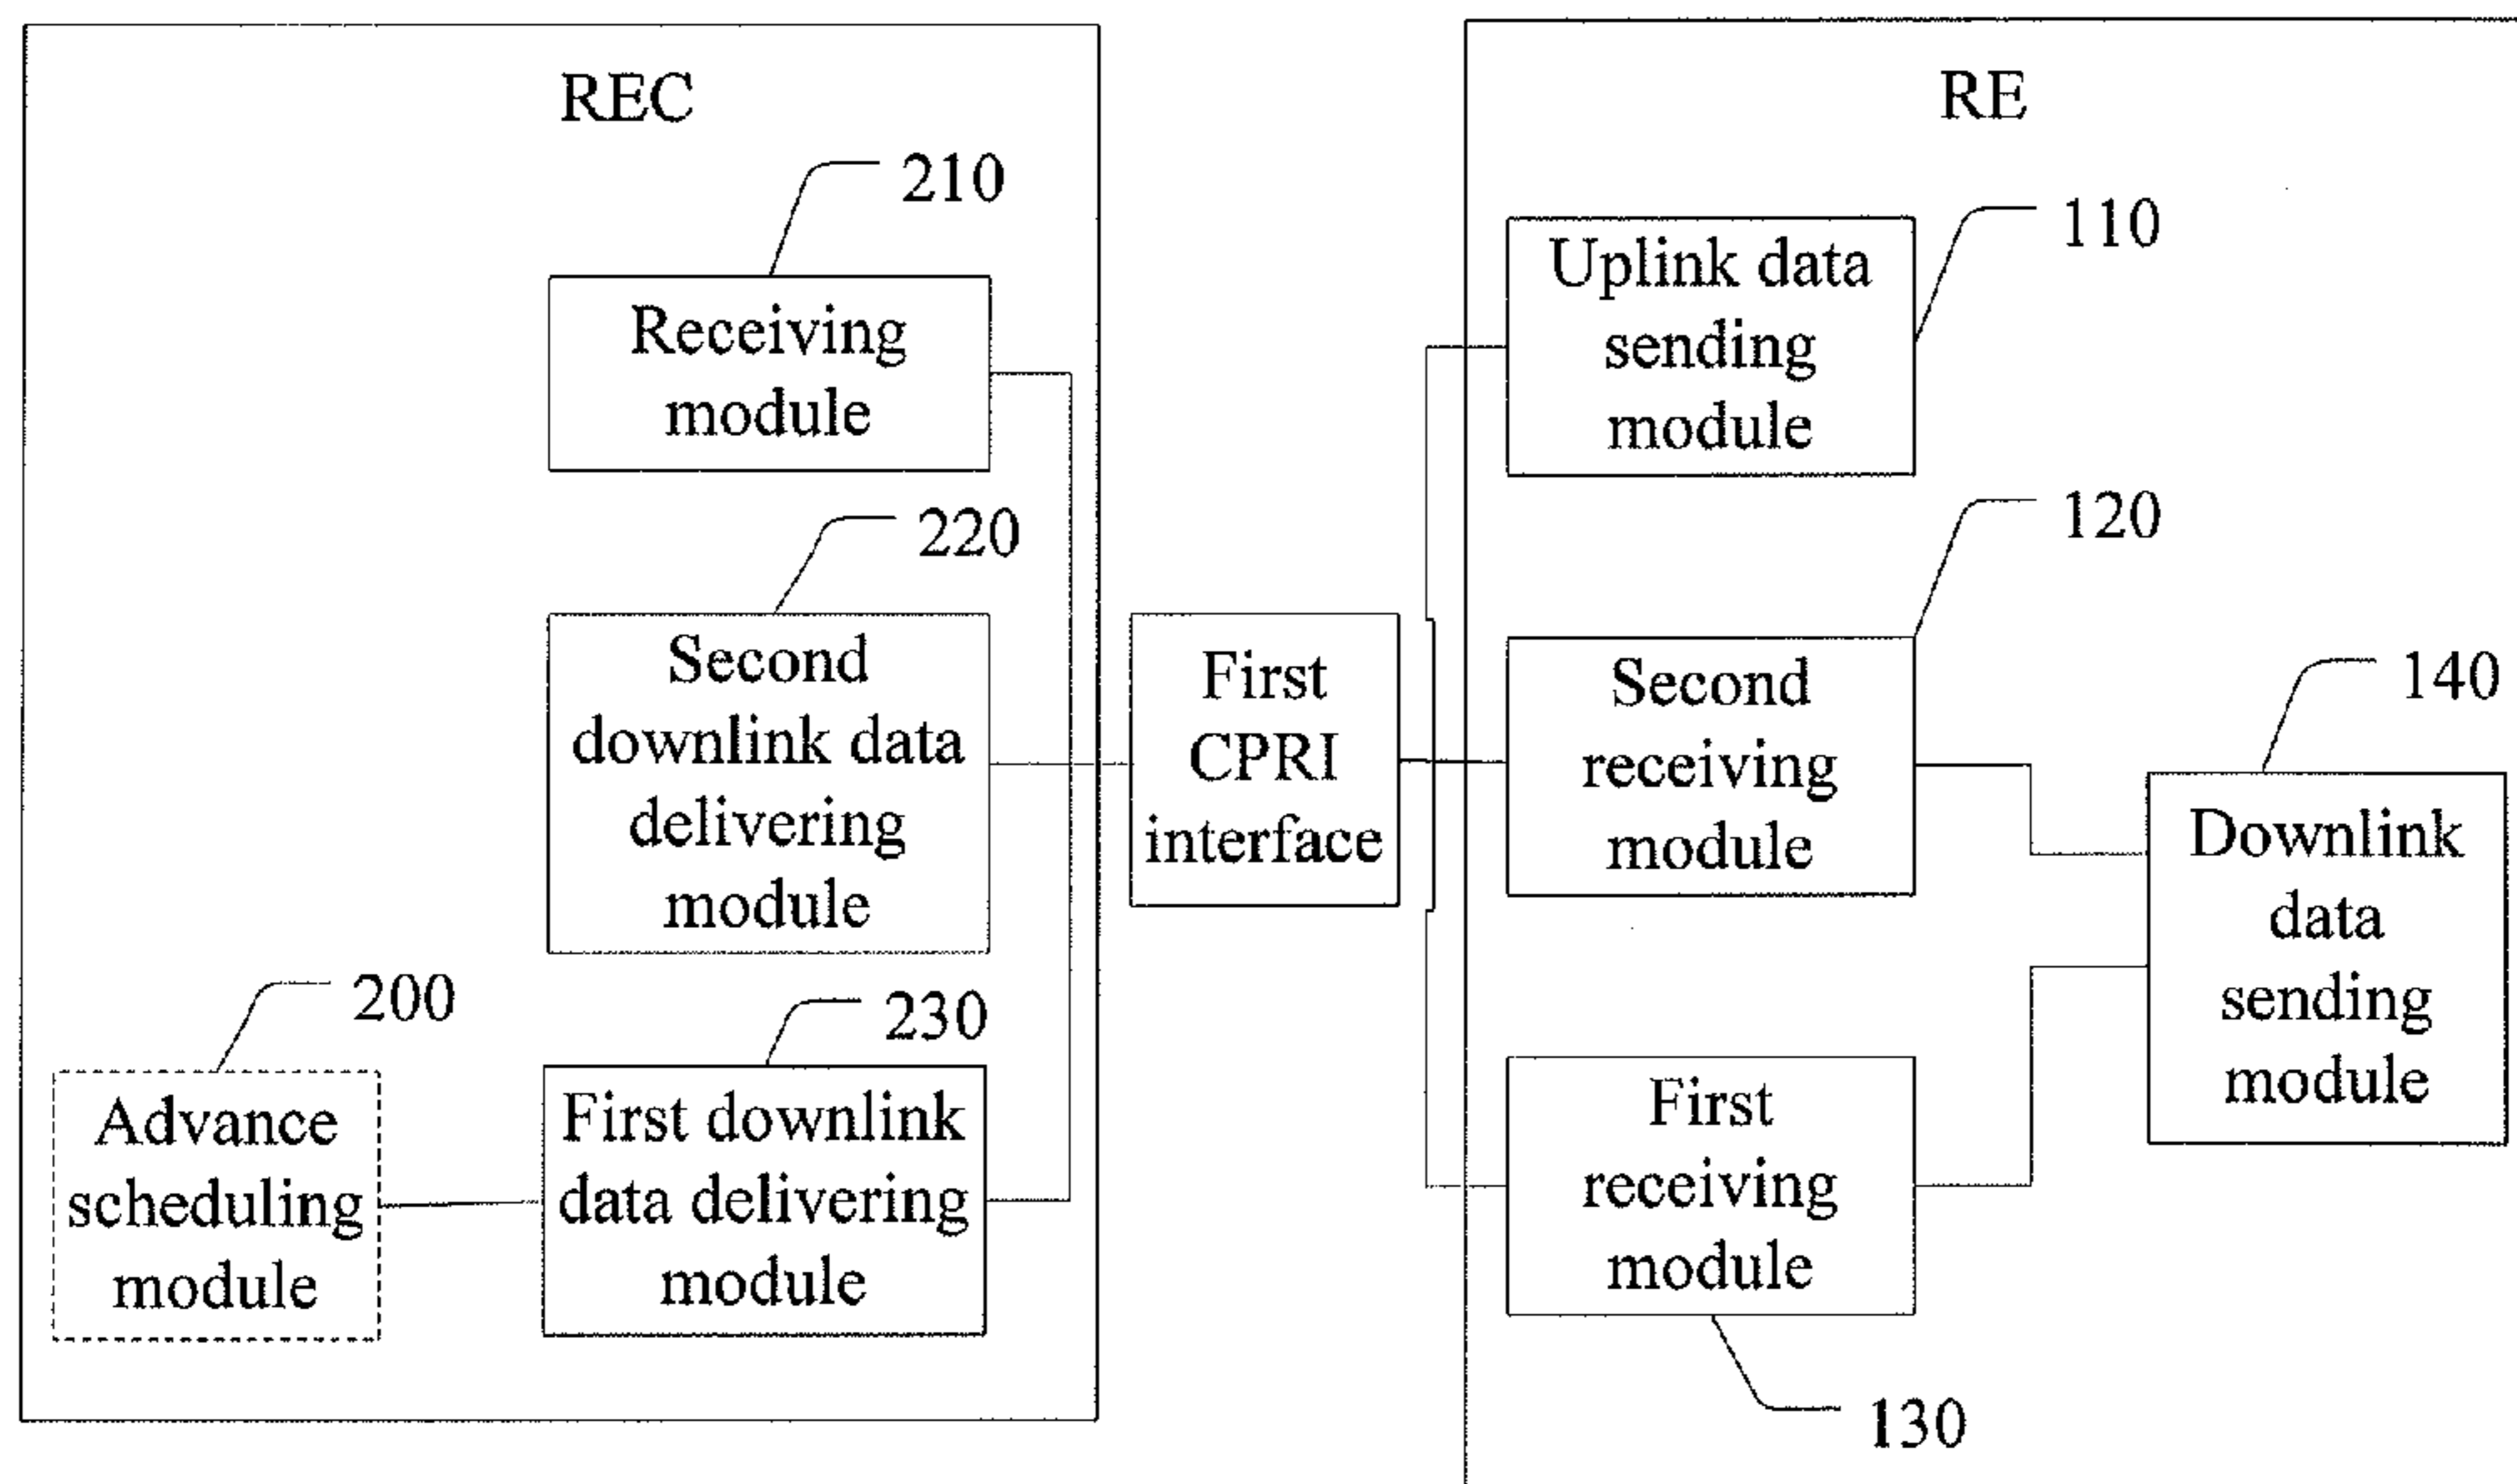 REC
210
Receiving
module
220
Second
downlink data
delivering
module
200
Advance
scheduling
module
230
First downlink
data delivering
module
First
CPRI
interface
RE
110
Uplink data
sending
module
120
Second
receiving
module
140
Downlink
data
sending
module
First
receiving
module
130